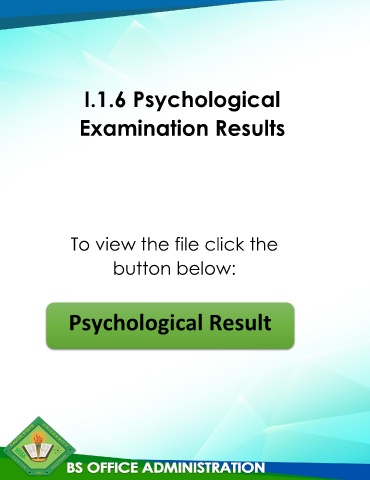 I.1.6 Psychological
Examination Results
To view the file click the
button below:
Psychological Result
BS OFFICE ADMINISTRATION